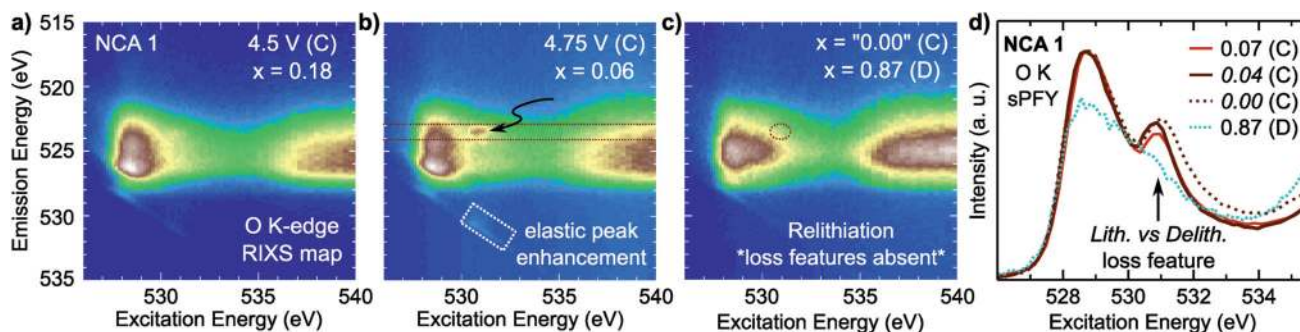 a)
NCA 1
4.5 V (C)
x = 0.18
O K-edge
RIXS map
515
520
525
530
535
Emission Energy (eV)
530
535
540
Excitation Energy (eV)
b)
4.75 V (C)
x = 0.06
elastic peak
enhancement
530
535
540
Excitation Energy (eV)
c)
x = "0.00" (C)
x = 0.87 (D)
Relithiation
*loss features absent*
530
535
540
Excitation Energy (eV)
d)
NCA 1
O K
sPFY
0.07 (C)
0.04 (C)
0.00 (C)
0.87 (D)
Lith. vs Delith.
loss feature
Intensity (a. u.)
528
530
532
534
Excitation Energy (eV)